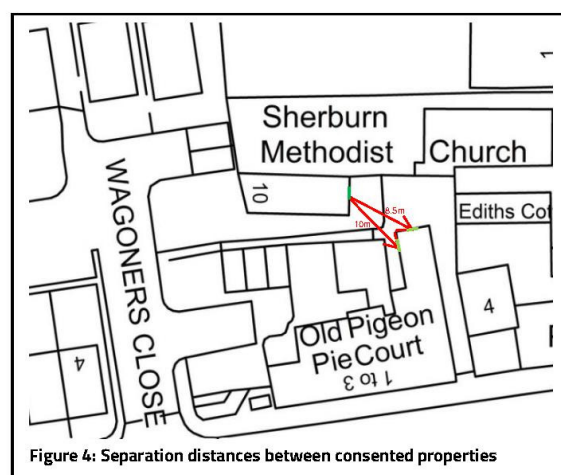 1
Sherburn
Methodist Church
10
8.5m
10m
Ediths Cot
WAGONERS CLOSE
4
Old Pigeon
Pie Court
1 to 3
4
Figure 4: Separation distances between consented properties